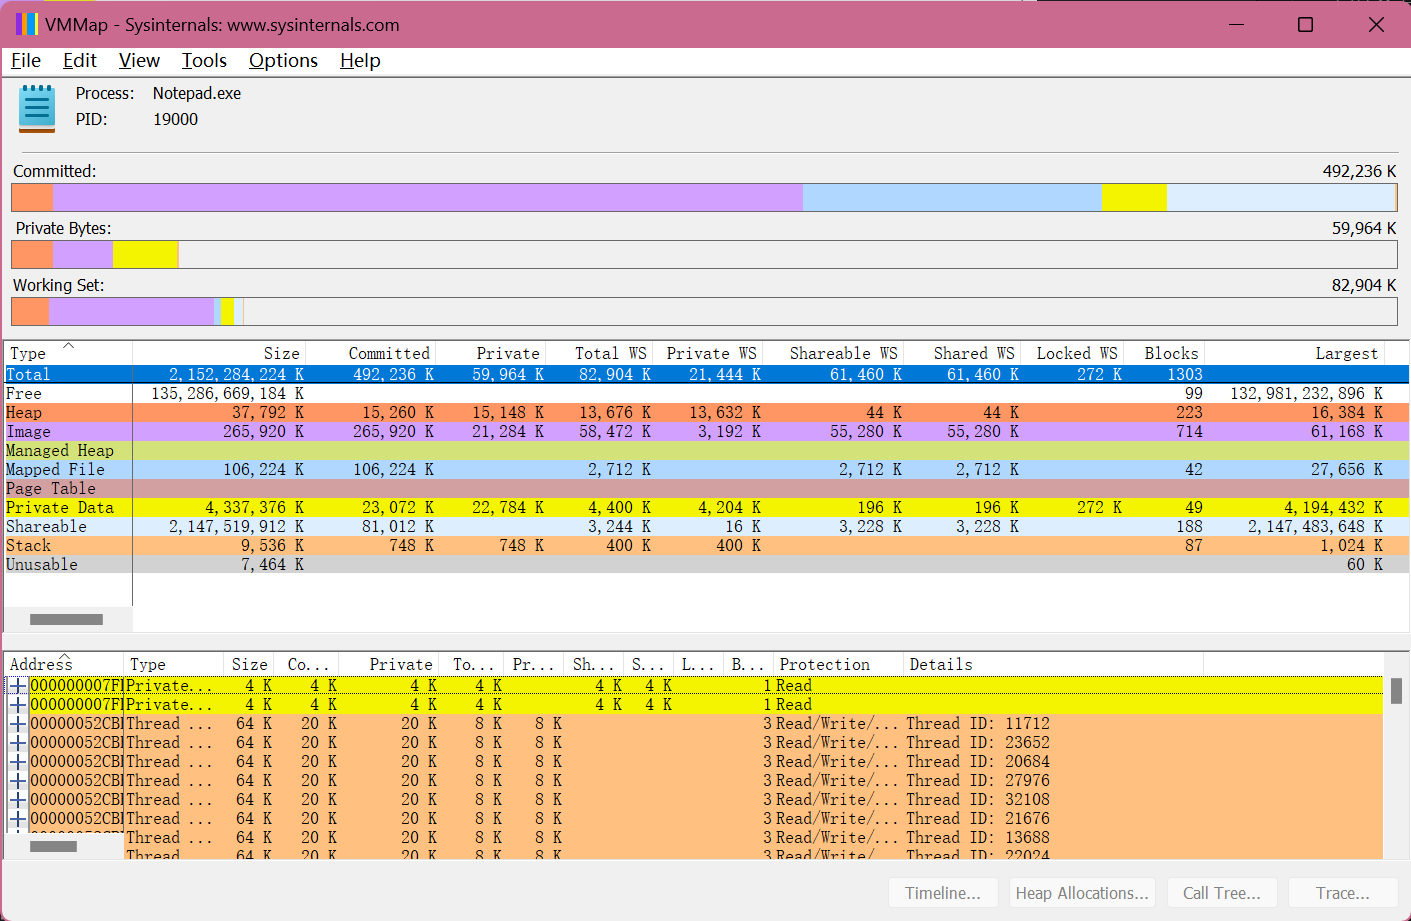 VMMap - Sysinternals: www.sysinternals.com
File Edit View Tools Options Help
Process: Notepad.exe
PID: 19000
Committed: 492,236 K
Private Bytes: 59,964 K
Working Set: 82,904 K
Type Size Committed Private Total WS Private WS Shareable WS Shared WS Locked WS Blocks Largest
Total 2,152,284,224 K 492,236 K 59,964 K 82,904 K 21,444 K 61,460 K 61,460 K 272 K 1303
Free 135,286,669,184 K 99 132,981,232,896 K
Heap 37,792 K 15,260 K 15,148 K 13,676 K 13,632 K 44 K 44 K 223 16,384 K
Image 265,920 K 265,920 K 21,284 K 58,472 K 3,192 K 55,280 K 55,280 K 714 61,168 K
Managed Heap
Mapped File 106,224 K 106,224 K 2,712 K 2,712 K 2,712 K 42 27,656 K
Page Table
Private Data 4,337,376 K 23,072 K 22,784 K 4,400 K 4,204 K 196 K 196 K 272 K 49 4,194,432 K
Shareable 2,147,519,912 K 81,012 K 3,244 K 16 K 3,228 K 3,228 K 188 2,147,483,648 K
Stack 9,536 K 748 K 748 K 400 K 400 K 87 1,024 K
Unusable 7,464 K 60 K
Address Type Size Co... Private To... Pr... Sh... S... L... B... Protection Details
000000007F Private... 4 K 4 K 4 K 4 K 4 K 4 K 1 Read
000000007F Private... 4 K 4 K 4 K 4 K 4 K 4 K 1 Read
00000052CB Thread ... 64 K 20 K 20 K 8 K 8 K 3 Read/Write/... Thread ID: 11712
00000052CB Thread ... 64 K 20 K 20 K 8 K 8 K 3 Read/Write/... Thread ID: 23652
00000052CB Thread ... 64 K 20 K 20 K 8 K 8 K 3 Read/Write/... Thread ID: 20684
00000052CB Thread ... 64 K 20 K 20 K 8 K 8 K 3 Read/Write/... Thread ID: 27976
00000052CB Thread ... 64 K 20 K 20 K 8 K 8 K 3 Read/Write/... Thread ID: 32108
00000052CB Thread ... 64 K 20 K 20 K 8 K 8 K 3 Read/Write/... Thread ID: 21676
Thread ... 64 K 20 K 20 K 8 K 8 K 3 Read/Write/... Thread ID: 13688
Thread ... 64 K 20 K 20 K 8 K 8 K 3 Read/Write/... Thread ID: 22024
Timeline... Heap Allocations... Call Tree... Trace...